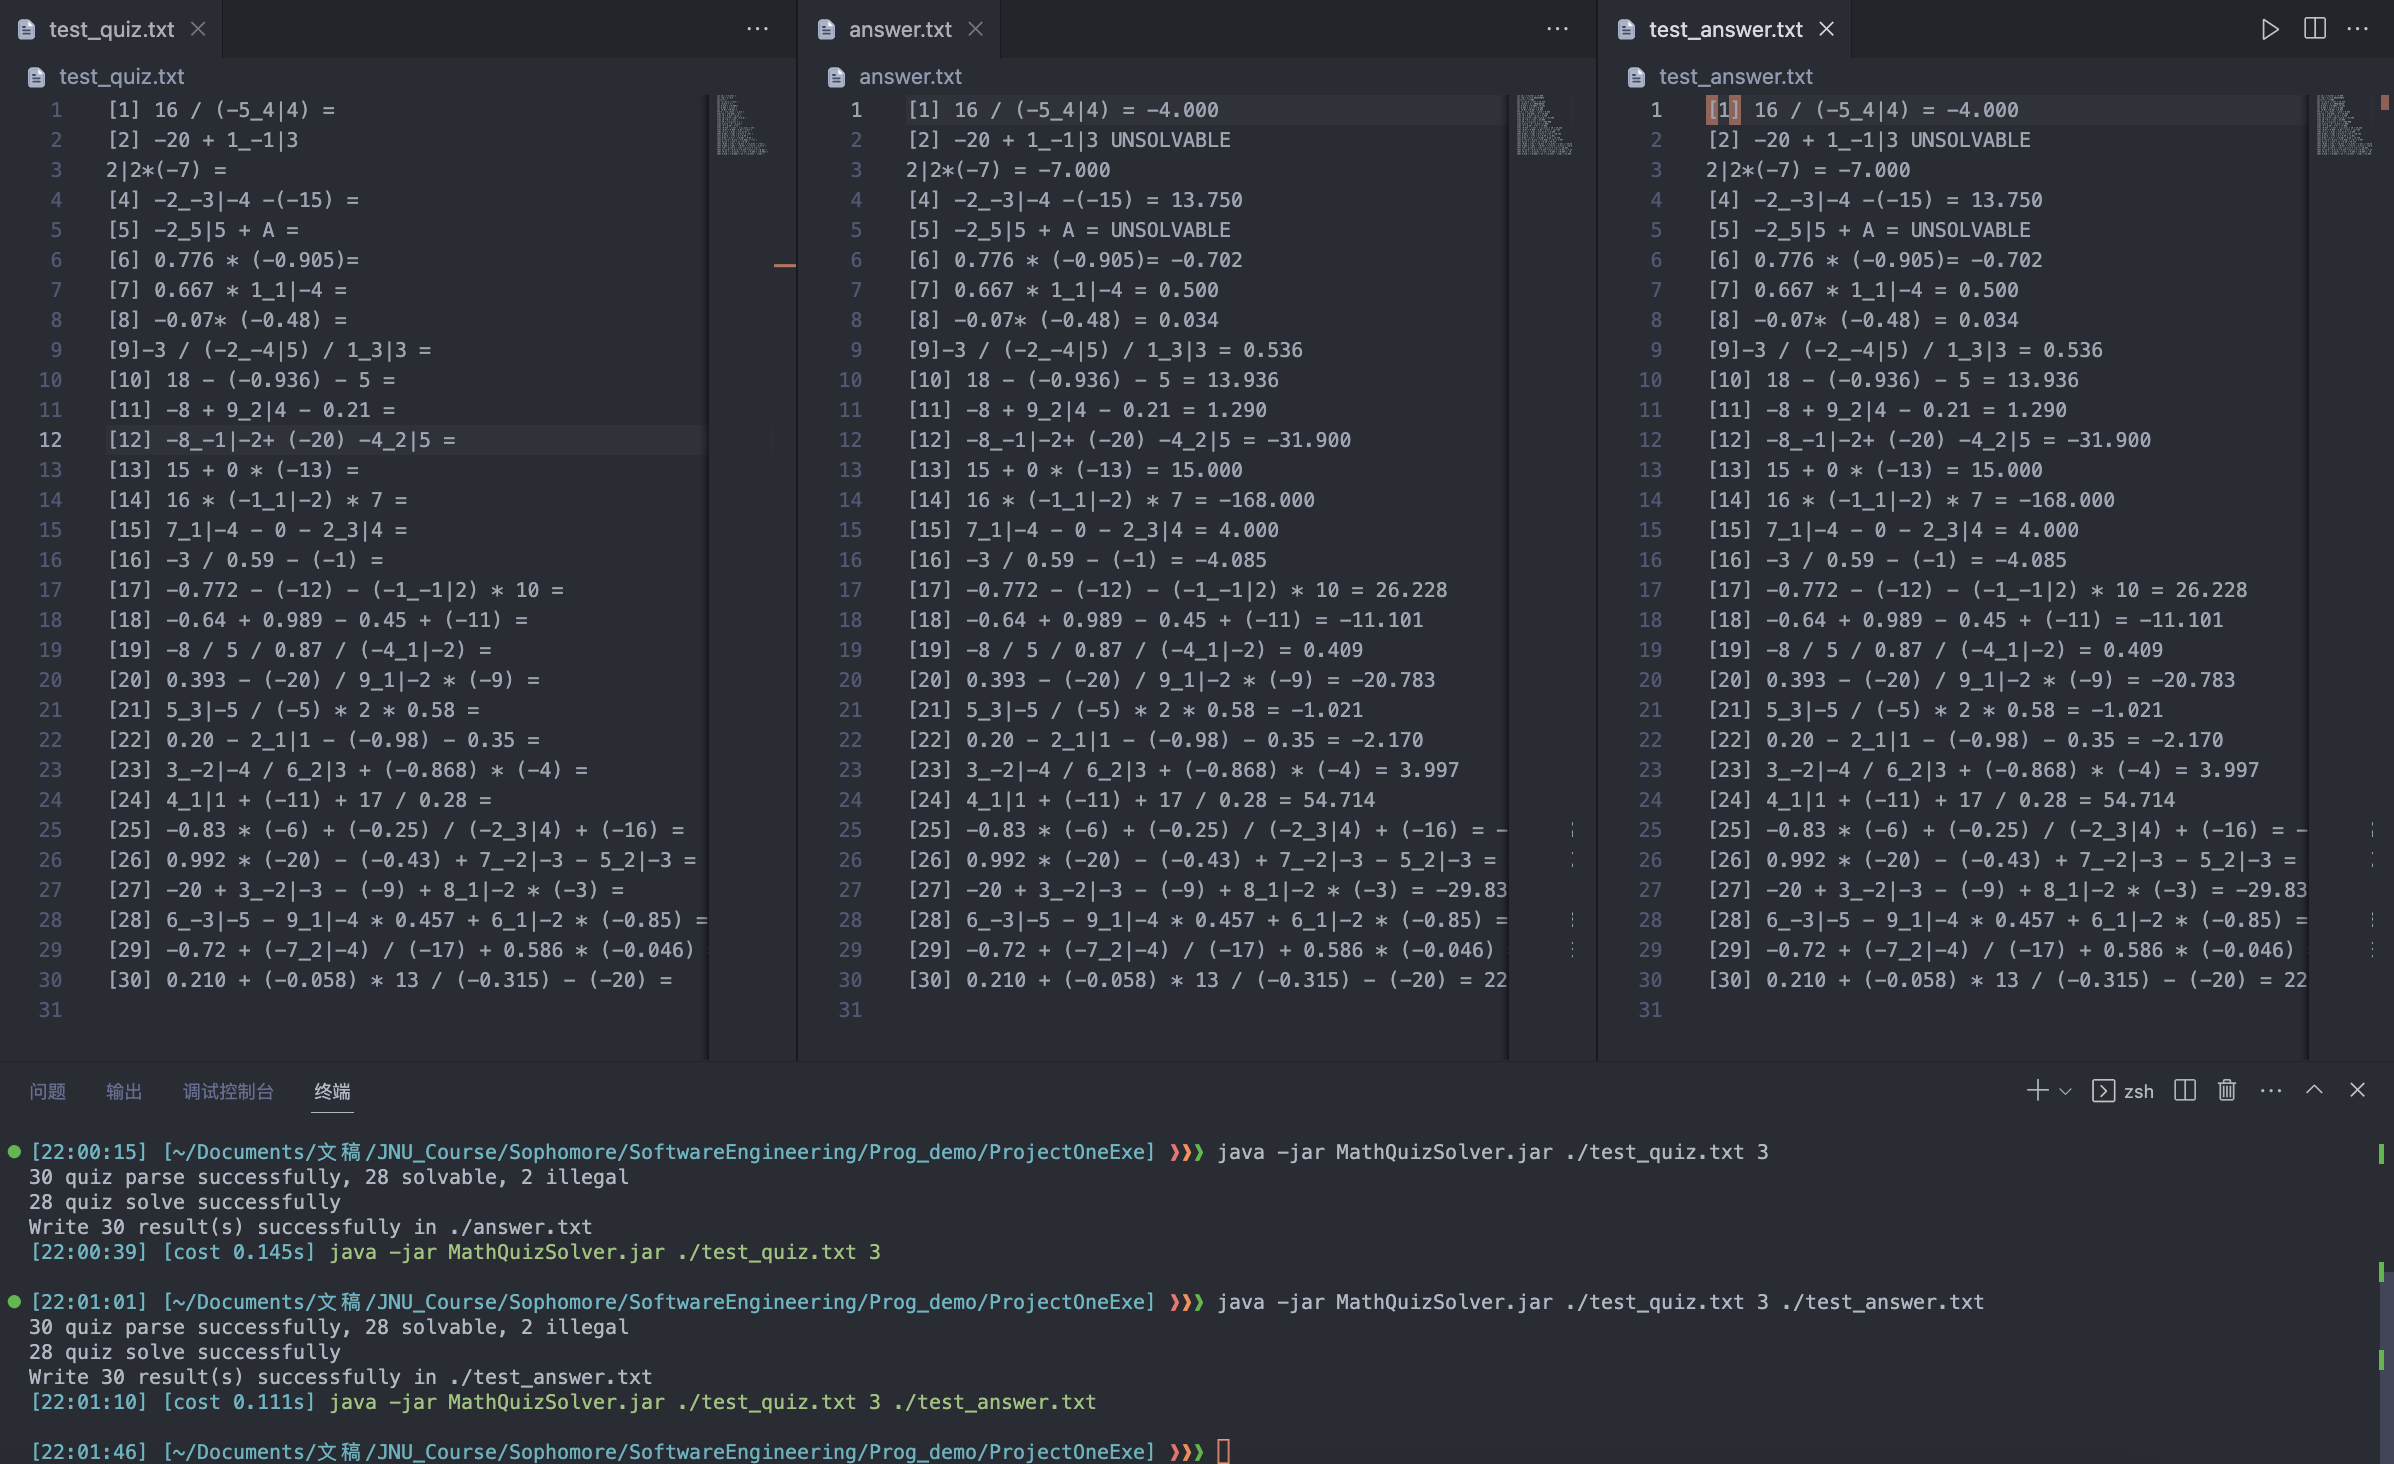 test_quiz.txt
test_quiz.txt
1 [1] 16 / (-5_4|4) =
2 [2] -20 + 1_-1|3
3 2|2*(-7) =
4 [4] -2_-3|-4 -(-15) =
5 [5] -2_5|5 + A =
6 [6] 0.776 * (-0.905)=
7 [7] 0.667 * 1_1|-4 =
8 [8] -0.07* (-0.48) =
9 [9]-3 / (-2_-4|5) / 1_3|3 =
10 [10] 18 - (-0.936) - 5 =
11 [11] -8 + 9_2|4 - 0.21 =
12 [12] -8_-1|-2+ (-20) -4_2|5 =
13 [13] 15 + 0 * (-13) =
14 [14] 16 * (-1_1|-2) * 7 =
15 [15] 7_1|-4 - 0 - 2_3|4 =
16 [16] -3 / 0.59 - (-1) =
17 [17] -0.772 - (-12) - (-1_-1|2) * 10 =
18 [18] -0.64 + 0.989 - 0.45 + (-11) =
19 [19] -8 / 5 / 0.87 / (-4_1|-2) =
20 [20] 0.393 - (-20) / 9_1|-2 * (-9) =
21 [21] 5_3|-5 / (-5) * 2 * 0.58 =
22 [22] 0.20 - 2_1|1 - (-0.98) - 0.35 =
23 [23] 3_-2|-4 / 6_2|3 + (-0.868) * (-4) =
24 [24] 4_1|1 + (-11) + 17 / 0.28 =
25 [25] -0.83 * (-6) + (-0.25) / (-2_3|4) + (-16) =
26 [26] 0.992 * (-20) - (-0.43) + 7_-2|-3 - 5_2|-3 =
27 [27] -20 + 3_-2|-3 - (-9) + 8_1|-2 * (-3) =
28 [28] 6_-3|-5 - 9_1|-4 * 0.457 + 6_1|-2 * (-0.85) =
29 [29] -0.72 + (-7_2|-4) / (-17) + 0.586 * (-0.046)
30 [30] 0.210 + (-0.058) * 13 / (-0.315) - (-20) =
31
answer.txt
answer.txt
1 [1] 16 / (-5_4|4) = -4.000
2 [2] -20 + 1_-1|3 UNSOLVABLE
3 2|2*(-7) = -7.000
4 [4] -2_-3|-4 -(-15) = 13.750
5 [5] -2_5|5 + A = UNSOLVABLE
6 [6] 0.776 * (-0.905)= -0.702
7 [7] 0.667 * 1_1|-4 = 0.500
8 [8] -0.07* (-0.48) = 0.034
9 [9]-3 / (-2_-4|5) / 1_3|3 = 0.536
10 [10] 18 - (-0.936) - 5 = 13.936
11 [11] -8 + 9_2|4 - 0.21 = 1.290
12 [12] -8_-1|-2+ (-20) -4_2|5 = -31.900
13 [13] 15 + 0 * (-13) = 15.000
14 [14] 16 * (-1_1|-2) * 7 = -168.000
15 [15] 7_1|-4 - 0 - 2_3|4 = 4.000
16 [16] -3 / 0.59 - (-1) = -4.085
17 [17] -0.772 - (-12) - (-1_-1|2) * 10 = 26.228
18 [18] -0.64 + 0.989 - 0.45 + (-11) = -11.101
19 [19] -8 / 5 / 0.87 / (-4_1|-2) = 0.409
20 [20] 0.393 - (-20) / 9_1|-2 * (-9) = -20.783
21 [21] 5_3|-5 / (-5) * 2 * 0.58 = -1.021
22 [22] 0.20 - 2_1|1 - (-0.98) - 0.35 = -2.170
23 [23] 3_-2|-4 / 6_2|3 + (-0.868) * (-4) = 3.997
24 [24] 4_1|1 + (-11) + 17 / 0.28 = 54.714
25 [25] -0.83 * (-6) + (-0.25) / (-2_3|4) + (-16) = -
26 [26] 0.992 * (-20) - (-0.43) + 7_-2|-3 - 5_2|-3 =
27 [27] -20 + 3_-2|-3 - (-9) + 8_1|-2 * (-3) = -29.83
28 [28] 6_-3|-5 - 9_1|-4 * 0.457 + 6_1|-2 * (-0.85) =
29 [29] -0.72 + (-7_2|-4) / (-17) + 0.586 * (-0.046)
30 [30] 0.210 + (-0.058) * 13 / (-0.315) - (-20) = 22
31
test_answer.txt
test_answer.txt
1 [1] 16 / (-5_4|4) = -4.000
2 [2] -20 + 1_-1|3 UNSOLVABLE
3 2|2*(-7) = -7.000
4 [4] -2_-3|-4 -(-15) = 13.750
5 [5] -2_5|5 + A = UNSOLVABLE
6 [6] 0.776 * (-0.905)= -0.702
7 [7] 0.667 * 1_1|-4 = 0.500
8 [8] -0.07* (-0.48) = 0.034
9 [9]-3 / (-2_-4|5) / 1_3|3 = 0.536
10 [10] 18 - (-0.936) - 5 = 13.936
11 [11] -8 + 9_2|4 - 0.21 = 1.290
12 [12] -8_-1|-2+ (-20) -4_2|5 = -31.900
13 [13] 15 + 0 * (-13) = 15.000
14 [14] 16 * (-1_1|-2) * 7 = -168.000
15 [15] 7_1|-4 - 0 - 2_3|4 = 4.000
16 [16] -3 / 0.59 - (-1) = -4.085
17 [17] -0.772 - (-12) - (-1_-1|2) * 10 = 26.228
18 [18] -0.64 + 0.989 - 0.45 + (-11) = -11.101
19 [19] -8 / 5 / 0.87 / (-4_1|-2) = 0.409
20 [20] 0.393 - (-20) / 9_1|-2 * (-9) = -20.783
21 [21] 5_3|-5 / (-5) * 2 * 0.58 = -1.021
22 [22] 0.20 - 2_1|1 - (-0.98) - 0.35 = -2.170
23 [23] 3_-2|-4 / 6_2|3 + (-0.868) * (-4) = 3.997
24 [24] 4_1|1 + (-11) + 17 / 0.28 = 54.714
25 [25] -0.83 * (-6) + (-0.25) / (-2_3|4) + (-16) = -
26 [26] 0.992 * (-20) - (-0.43) + 7_-2|-3 - 5_2|-3 =
27 [27] -20 + 3_-2|-3 - (-9) + 8_1|-2 * (-3) = -29.83
28 [28] 6_-3|-5 - 9_1|-4 * 0.457 + 6_1|-2 * (-0.85) =
29 [29] -0.72 + (-7_2|-4) / (-17) + 0.586 * (-0.046)
30 [30] 0.210 + (-0.058) * 13 / (-0.315) - (-20) = 22
31
问题 输出 调试控制台 终端 zsh
[22:00:15] [~/Documents/文稿/JNU_Course/Sophomore/SoftwareEngineering/Prog_demo/ProjectOneExe] ❯❯❯ java -jar MathQuizSolver.jar ./test_quiz.txt 3
30 quiz parse successfully, 28 solvable, 2 illegal
28 quiz solve successfully
Write 30 result(s) successfully in ./answer.txt
[22:00:39] [cost 0.145s] java -jar MathQuizSolver.jar ./test_quiz.txt 3
[22:01:01] [~/Documents/文稿/JNU_Course/Sophomore/SoftwareEngineering/Prog_demo/ProjectOneExe] ❯❯❯ java -jar MathQuizSolver.jar ./test_quiz.txt 3 ./test_answer.txt
30 quiz parse successfully, 28 solvable, 2 illegal
28 quiz solve successfully
Write 30 result(s) successfully in ./test_answer.txt
[22:01:10] [cost 0.111s] java -jar MathQuizSolver.jar ./test_quiz.txt 3 ./test_answer.txt
[22:01:46] [~/Documents/文稿/JNU_Course/Sophomore/SoftwareEngineering/Prog_demo/ProjectOneExe] ❯❯❯